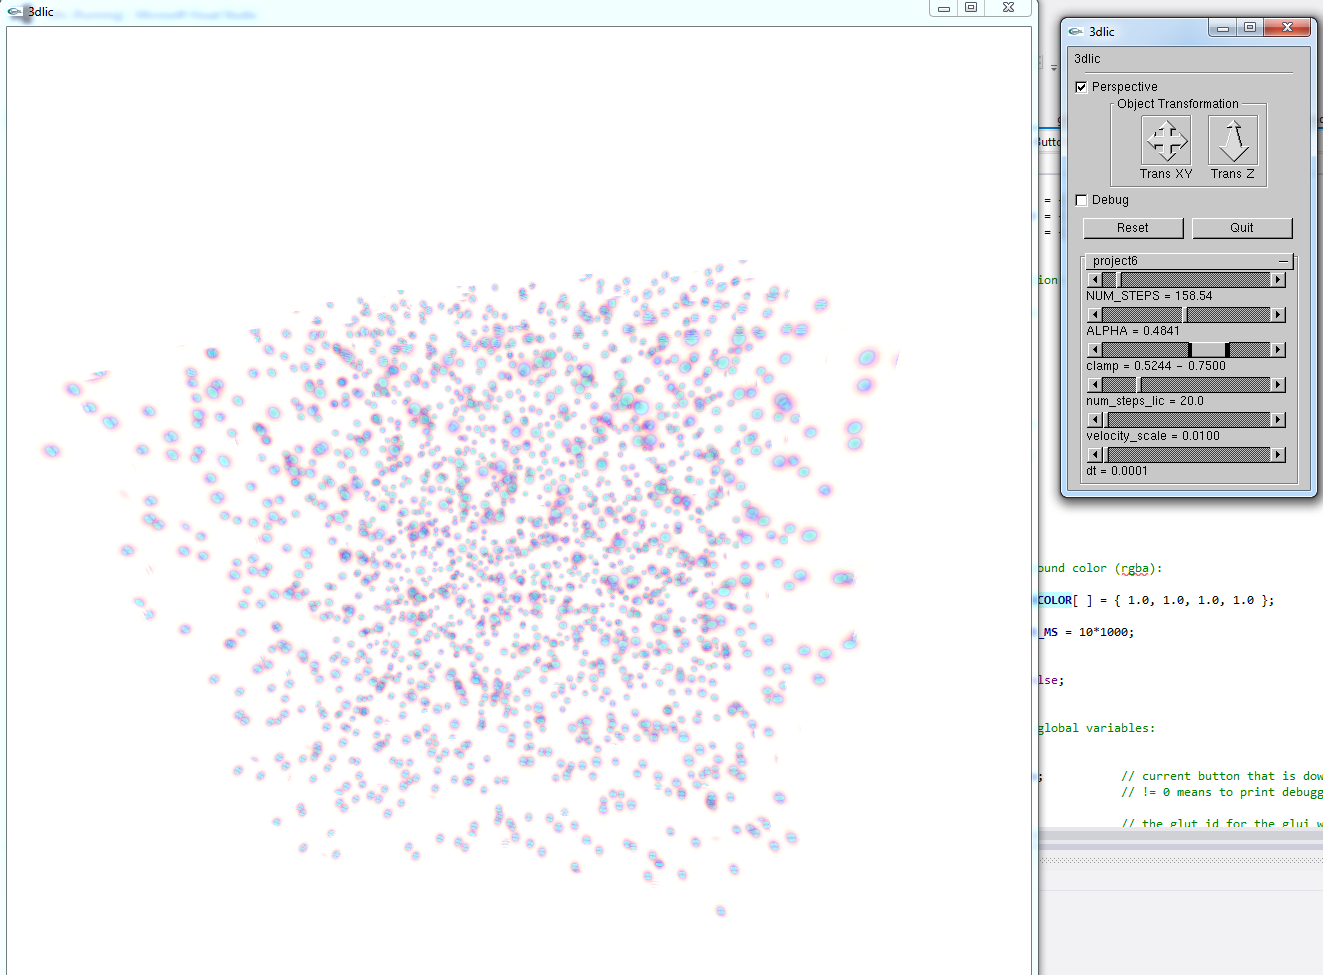 3dlic
3dlic
3dlic
Perspective
Object Transformation
Trans XY
Trans Z
Debug
Reset
Quit
project6
NUM_STEPS = 158.54
ALPHA = 0.4841
clamp = 0.5244 - 0.7500
num_steps_lic = 20.0
velocity_scale = 0.0100
dt = 0.0001
Butto
=
=
=
ion
ound color (rgba):
COLOR[ ] = { 1.0, 1.0, 1.0, 1.0 };
_MS = 10*1000;
lse;
global variables:
; // current button that is dow
// != 0 means to print debugg
// the glut id for the glui w